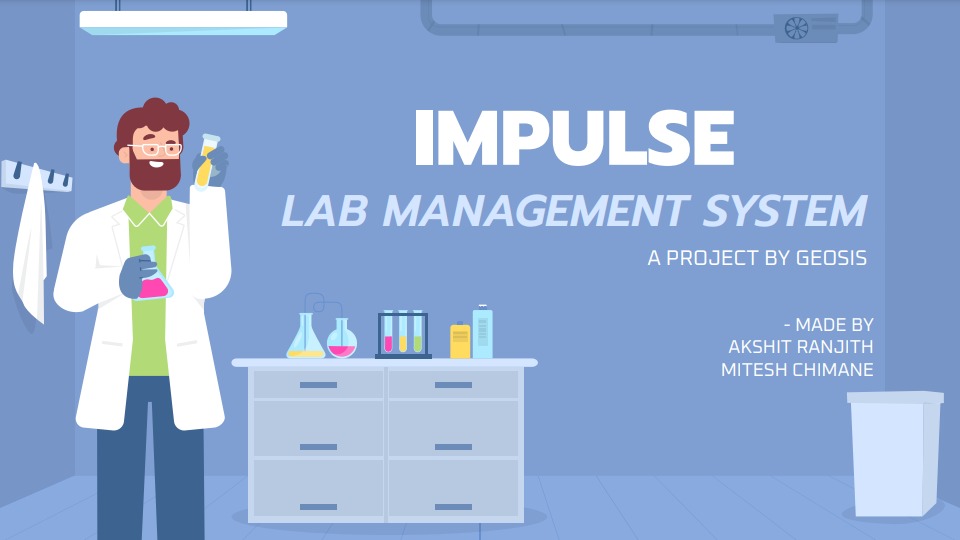 IMPULSE
LAB MANAGEMENT SYSTEM
A PROJECT BY GEOSIS
- MADE BY
AKSHIT RANJITH
MITESH CHIMANE